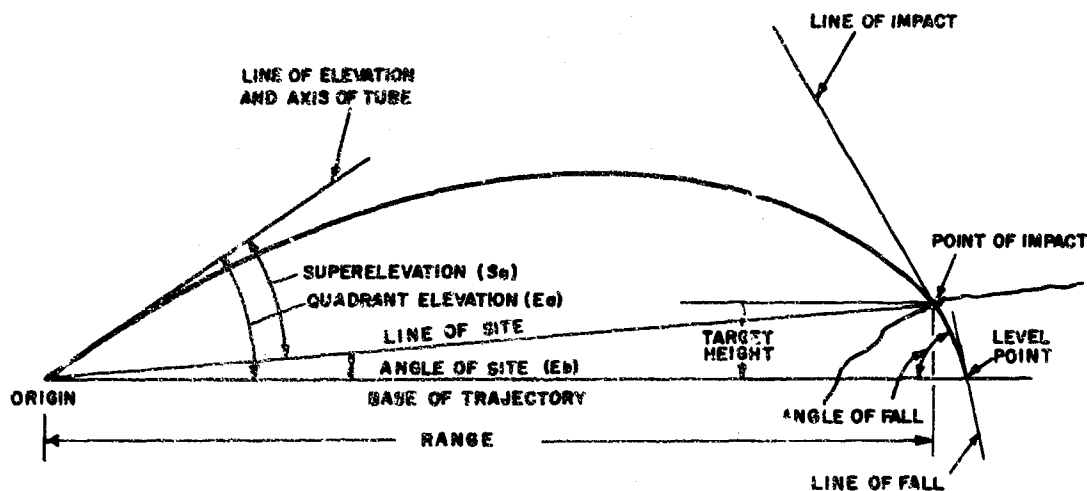 LINE OF IMPACT
LINE OF ELEVATION
AND AXIS OF TUBE
POINT OF IMPACT
SUPERELEVATION (Se)
QUADRANT ELEVATION (Ee)
LINE OF SITE
TARGET
HEIGHT
LEVEL
POINT
ANGLE OF SITE (Eb)
ORIGIN
BASE OF TRAJECTORY
ANGLE OF FALL
RANGE
LINE OF FALL